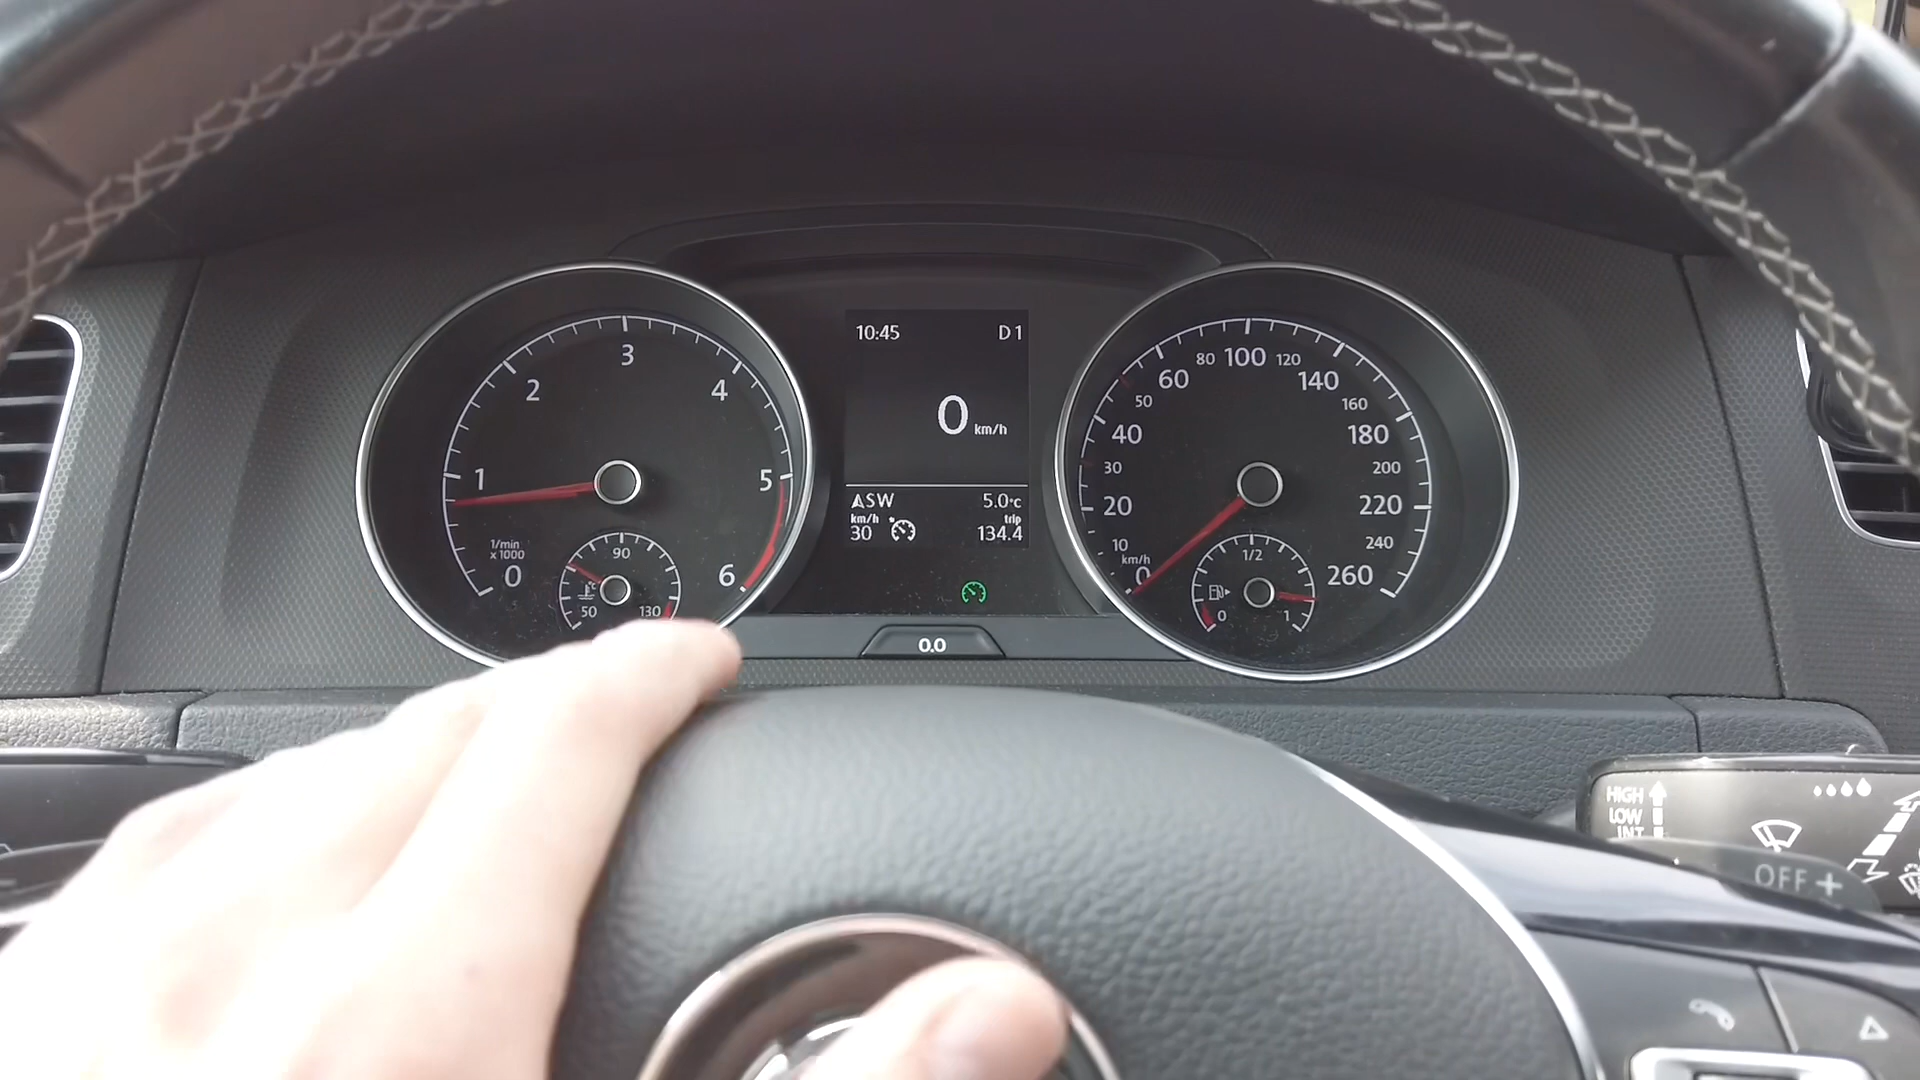 10:45 D1
0 km/h
SW 5.0°C
km/h trip
30 134.4
0.0
0 1 2 3 4 5 6
1/min
x 1000
50 90 130
°C
0 10 20 30 40 50 60 80 100 120 140 160 180 200 220 240 260
km/h
0 1/2 1
HIGH
LOW
INT
OFF +